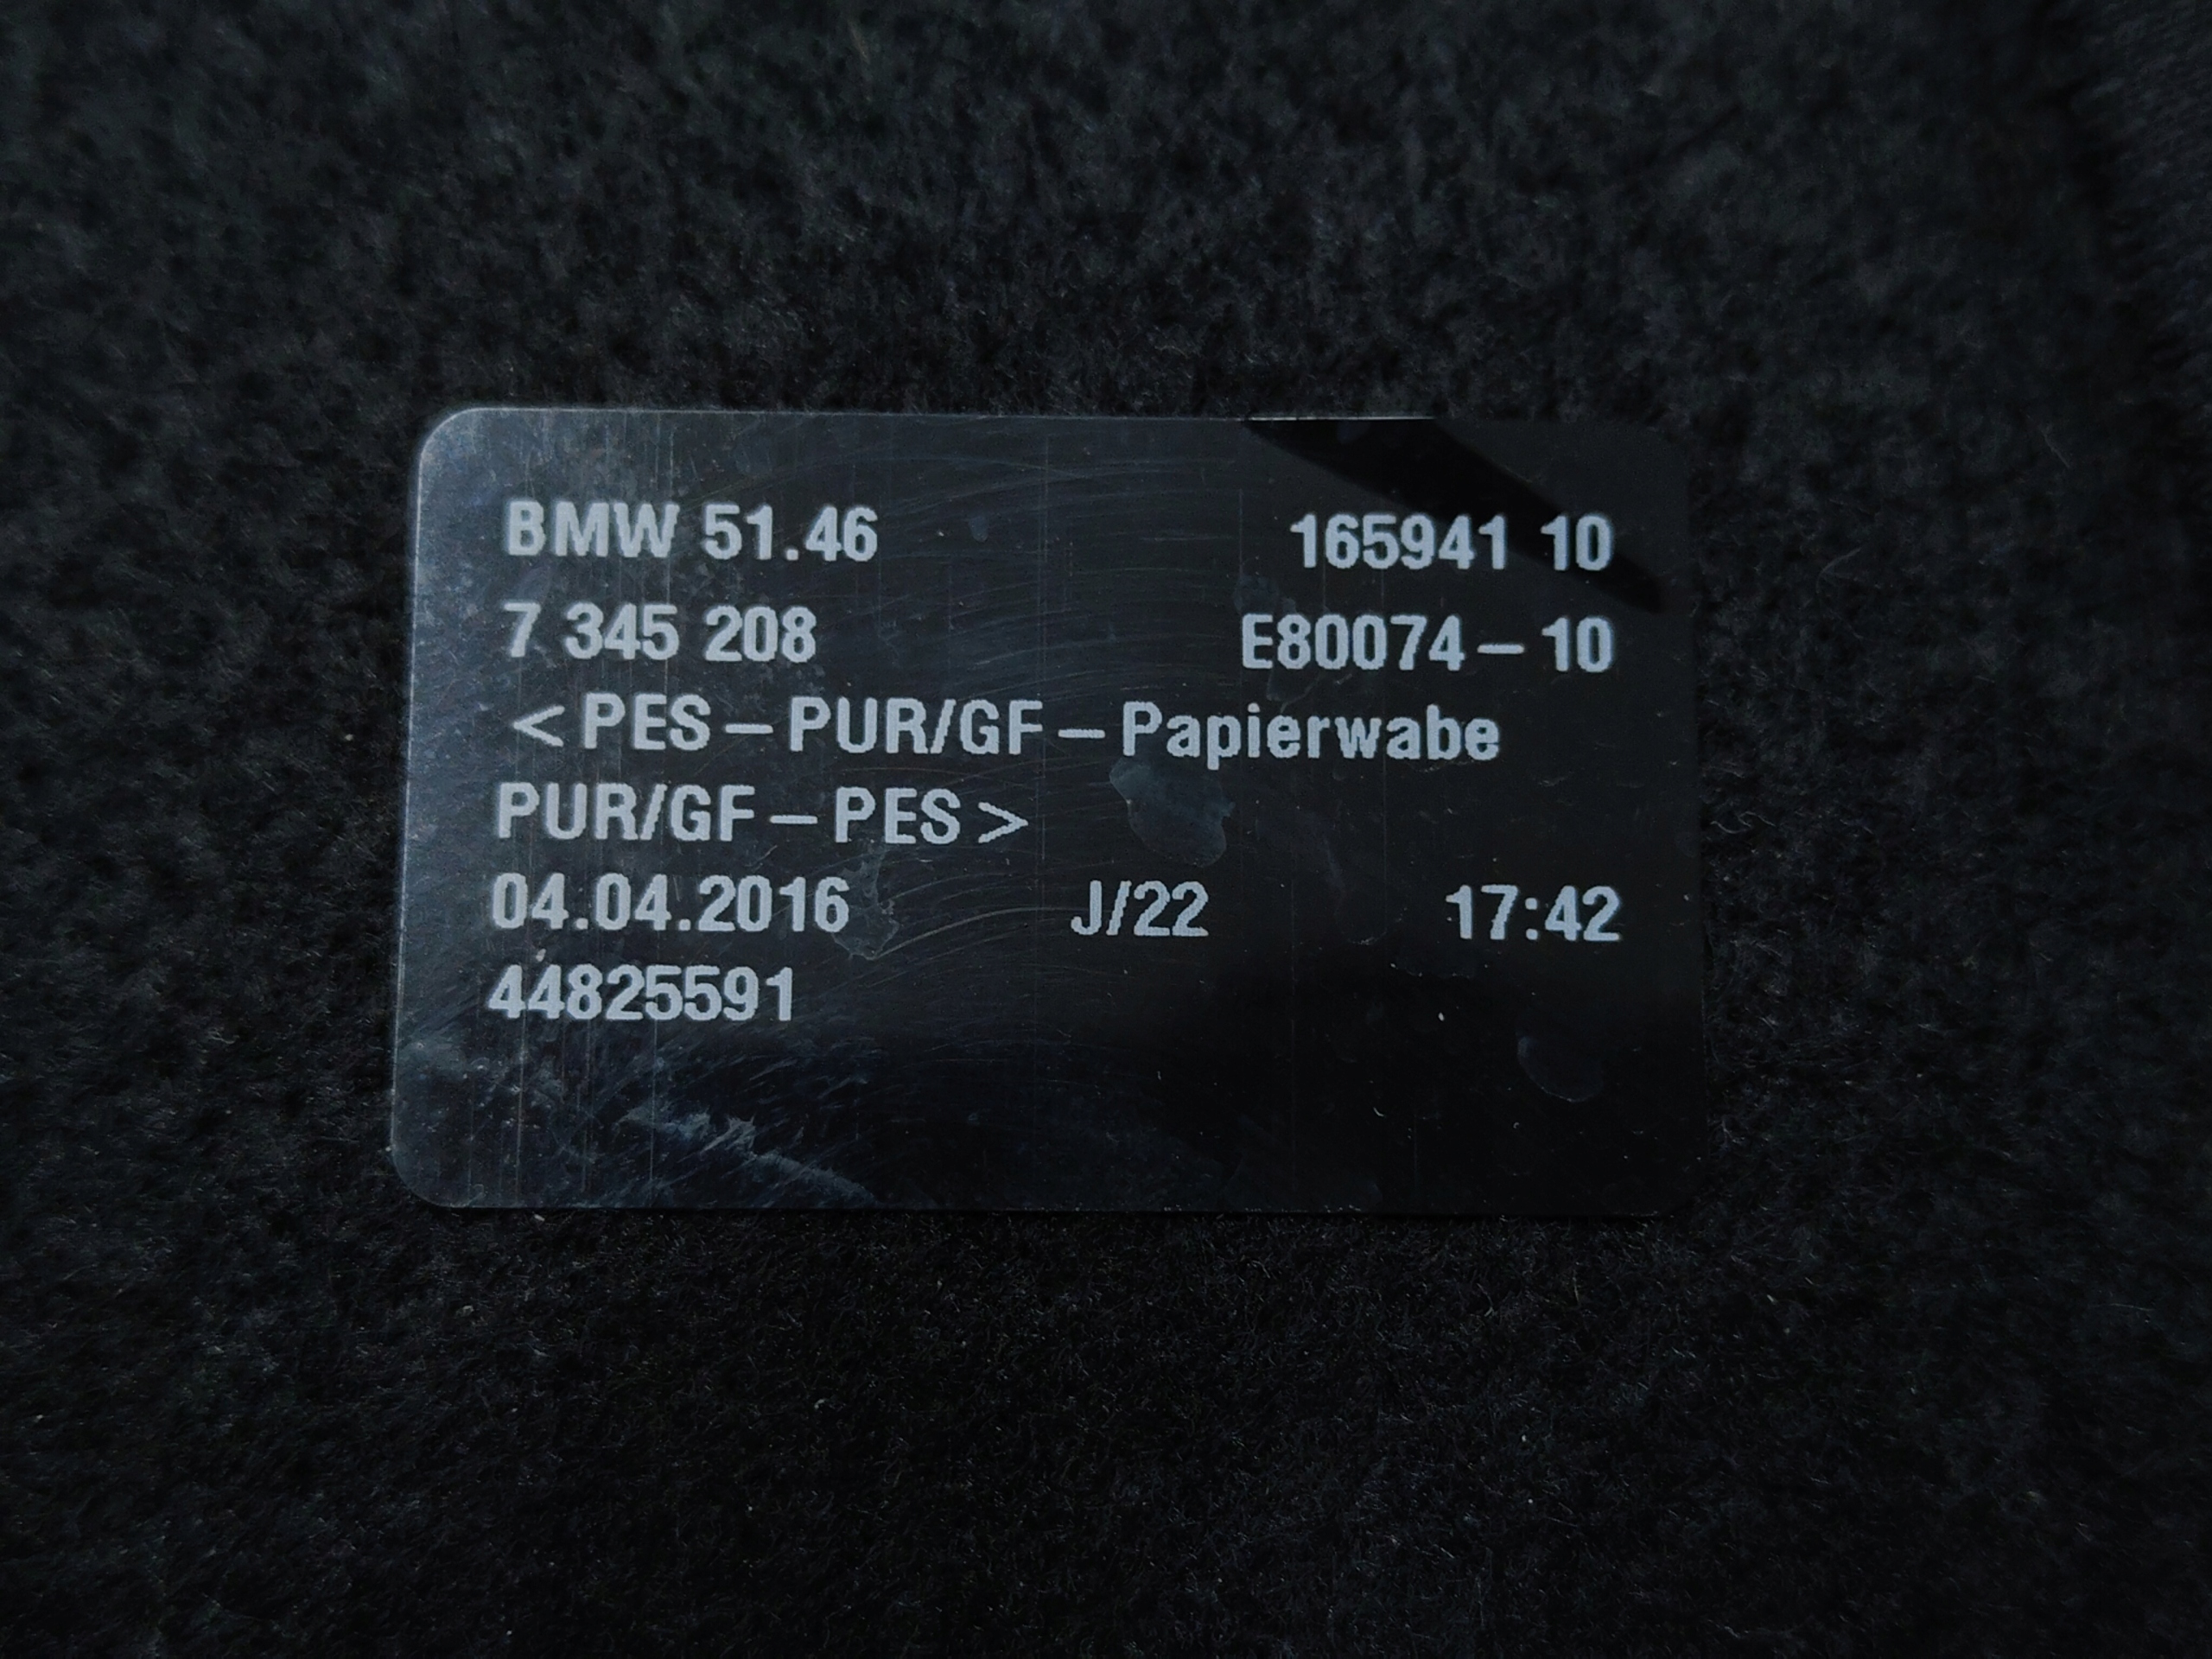 BMW 51.46 165941 10
7 345 208 E80074-10
<PES-PUR/GF-Papierwabe
PUR/GF-PES>
04.04.2016 J/22 17:42
44825591